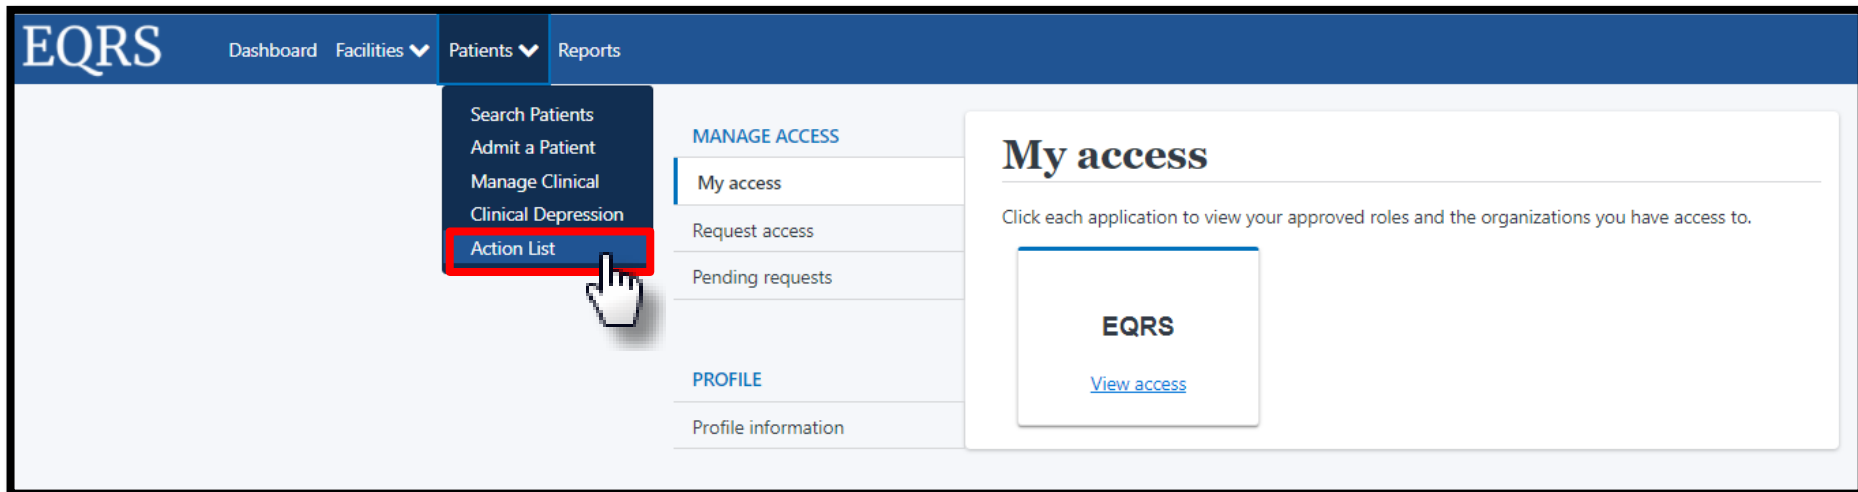 EQRS
Dashboard Facilities Patients Reports
Search Patients
Admit a Patient
Manage Clinical
Clinical Depression
Action List
MANAGE ACCESS
My access
Request access
Pending requests
PROFILE
Profile information
My access
Click each application to view your approved roles and the organizations you have access to.
EQRS
View access